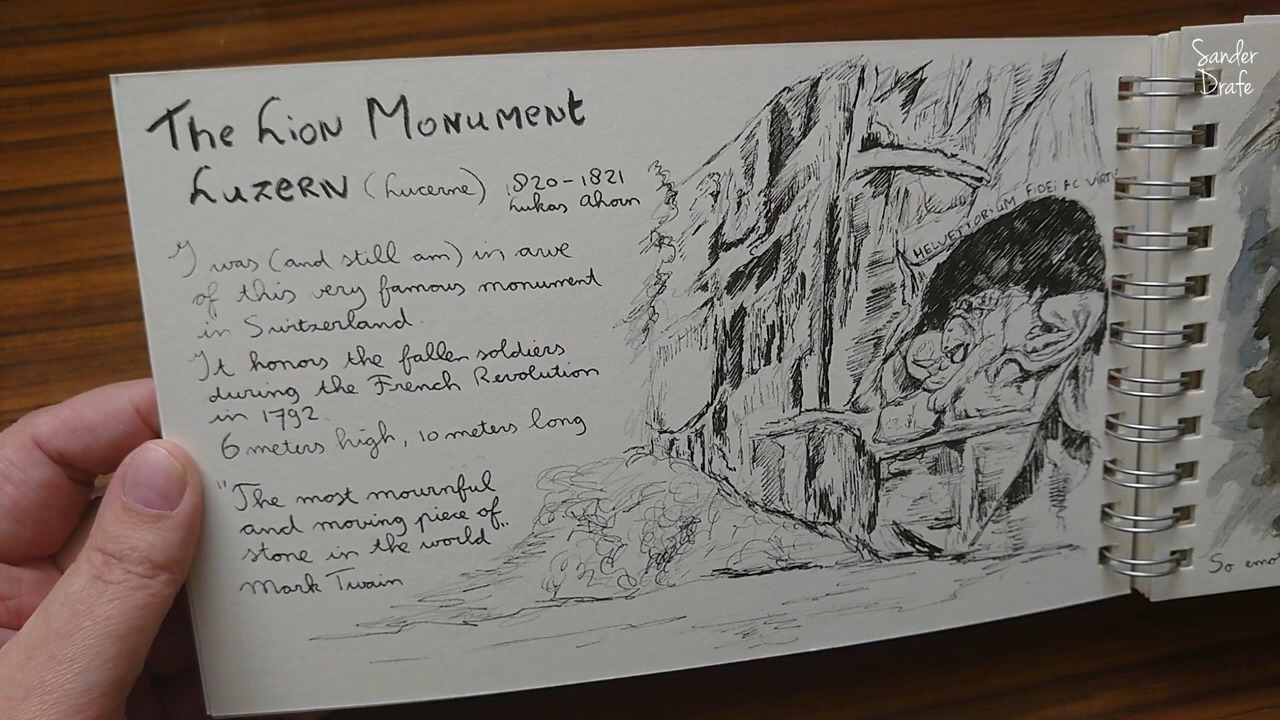 The Lion Monument
Luzern (Lucerne) 1820-1821
Lukas Ahorn
I was (and still am) in awe
of this very famous monument
in Switzerland.
It honors the fallen soldiers
during the French Revolution
in 1792
6 meters high, 10 meters long
"The most mournful
and moving piece of
stone in the world"
Mark Twain
HELVETIORUM FIDEI AC VIRTU
Sander
Drafe
So emo